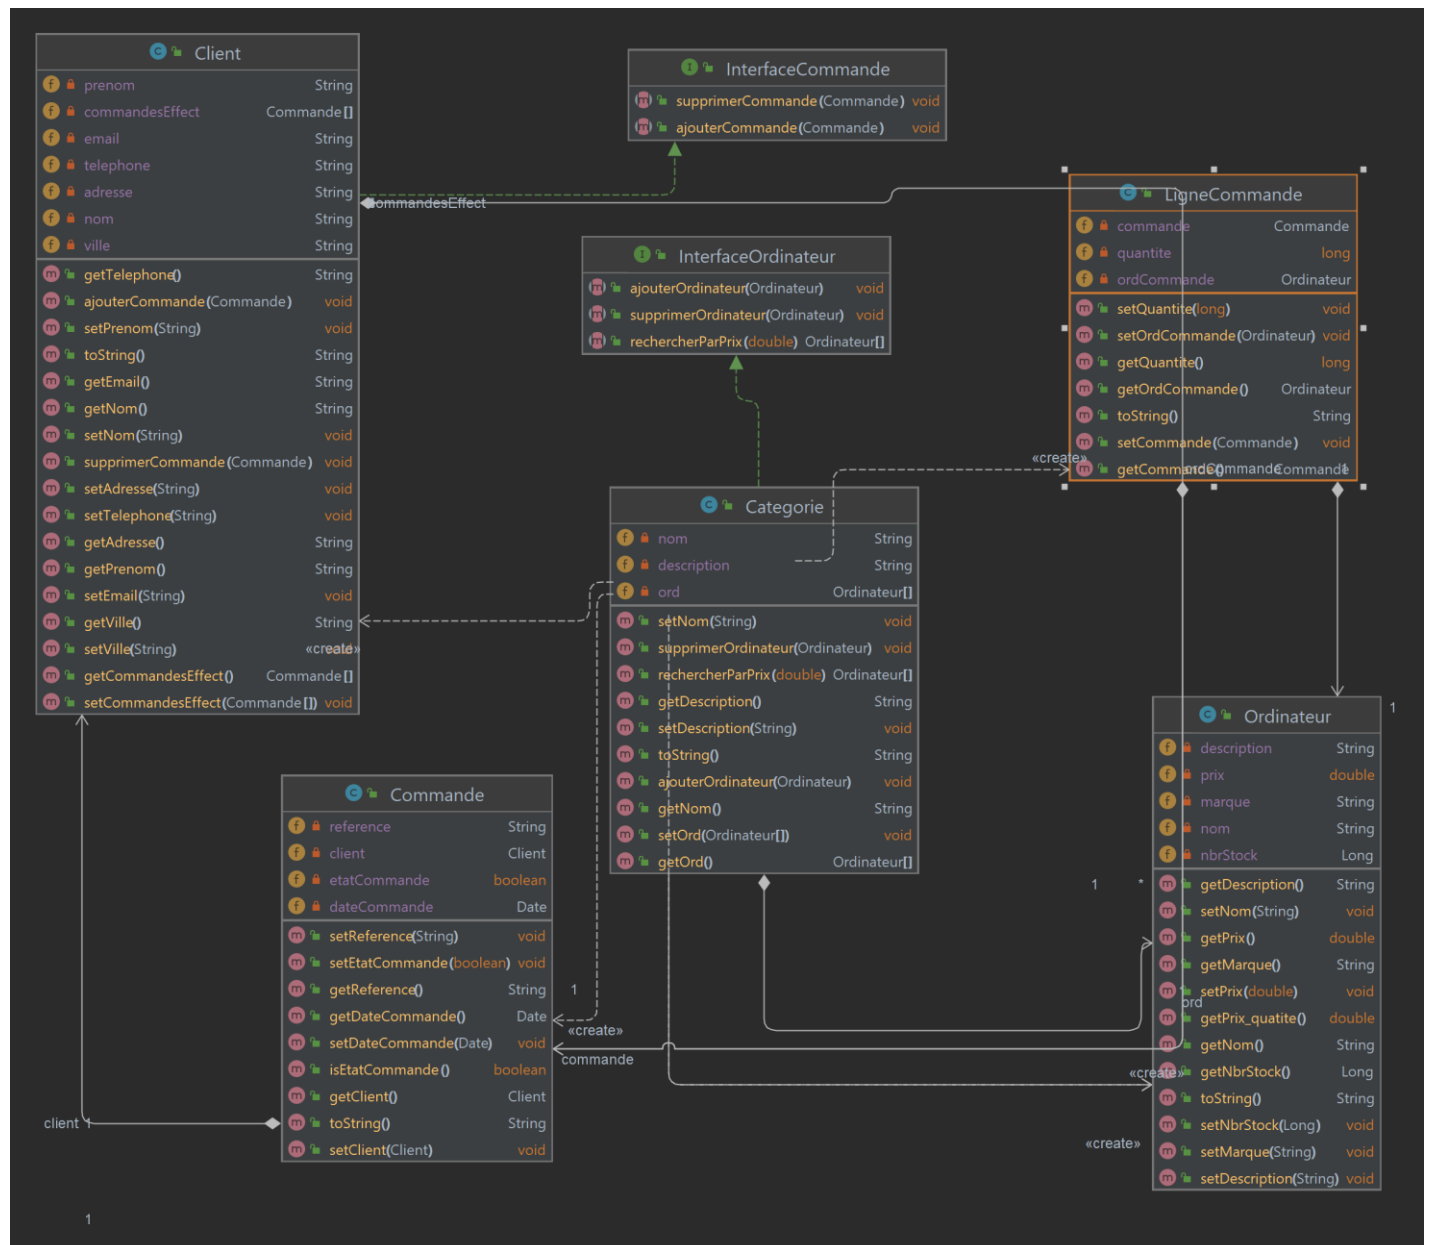 Client
prenom String
commandesEffect Commande[]
email String
telephone String
adresse String
nom String
ville String
getTelephone() String
ajouterCommande(Commande) void
setPrenom(String) void
toString() String
getEmail() String
getNom() String
setNom(String) void
supprimerCommande(Commande) void
setAdresse(String) void
setTelephone(String) void
getAdresse() String
getPrenom() String
setEmail(String) void
getVille() String
setVille(String) void
«create»
getCommandesEffect() Commande[]
setCommandesEffect(Commande[]) void
InterfaceCommande
supprimerCommande(Commande) void
ajouterCommande(Commande) void
commandesEffect
InterfaceOrdinateur
ajouterOrdinateur(Ordinateur) void
supprimerOrdinateur(Ordinateur) void
rechercherParPrix(double) Ordinateur[]
LigneCommande
commande Commande
quantite long
ordCommande Ordinateur
setQuantite(long) void
setOrdCommande(Ordinateur) void
getQuantite() long
getOrdCommande() Ordinateur
toString() String
setCommande(Commande) void
getCommande() Commande
«create»
ordCommande
1
Categorie
nom String
description String
ord Ordinateur[]
setNom(String) void
supprimerOrdinateur(Ordinateur) void
rechercherParPrix(double) Ordinateur[]
getDescription() String
setDescription(String) void
toString() String
ajouterOrdinateur(Ordinateur) void
getNom() String
setOrd(Ordinateur[]) void
getOrd() Ordinateur[]
Commande
reference String
client Client
etatCommande boolean
dateCommande Date
setReference(String) void
setEtatCommande(boolean) void
getReference() String
getDateCommande() Date
setDateCommande(Date) void
isEtatCommande() boolean
getClient() Client
toString() String
setClient(Client) void
1
«create»
commande
client 1
1
Ordinateur
1
description String
prix double
marque String
nom String
nbrStock Long
getDescription() String
setNom(String) void
getPrix() double
getMarque() String
setPrix(double) void
getPrix_quatite() double
getNom() String
getNbrStock() Long
toString() String
setNbrStock(Long) void
setMarque(String) void
setDescription(String) void
1 *
ord
«create»
«create»